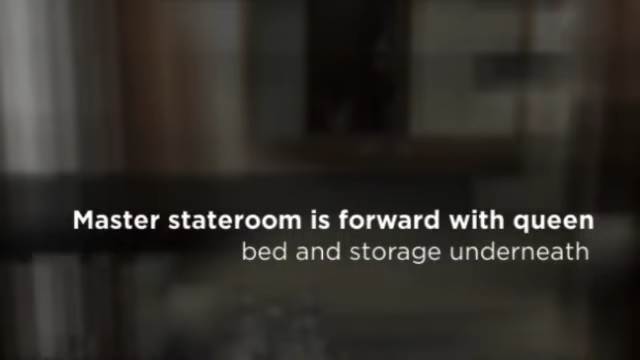 Master stateroom is forward with queen
bed and storage underneath